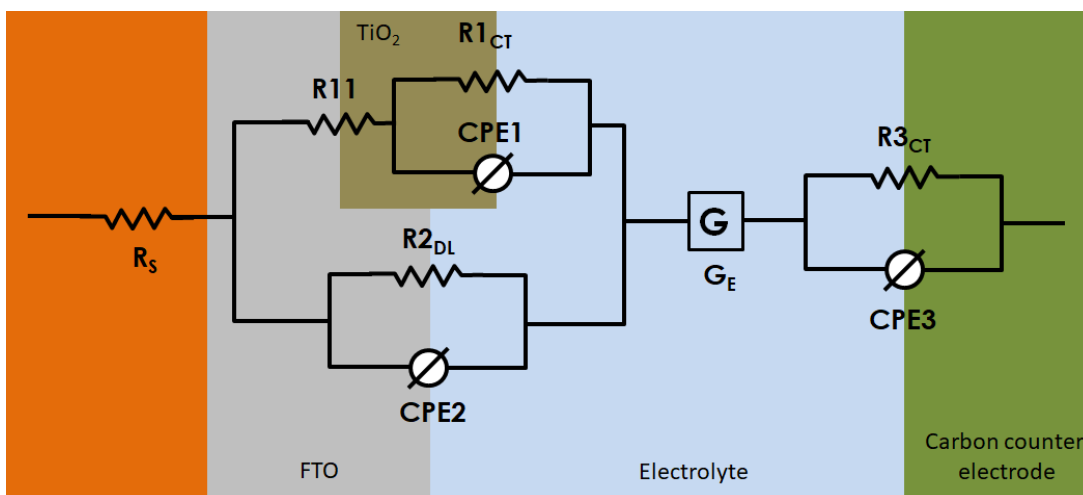 TiO₂
R1CT
R11
CPE1
R3CT
RS
R2DL
G
GE
CPE3
CPE2
FTO
Electrolyte
Carbon counter
electrode